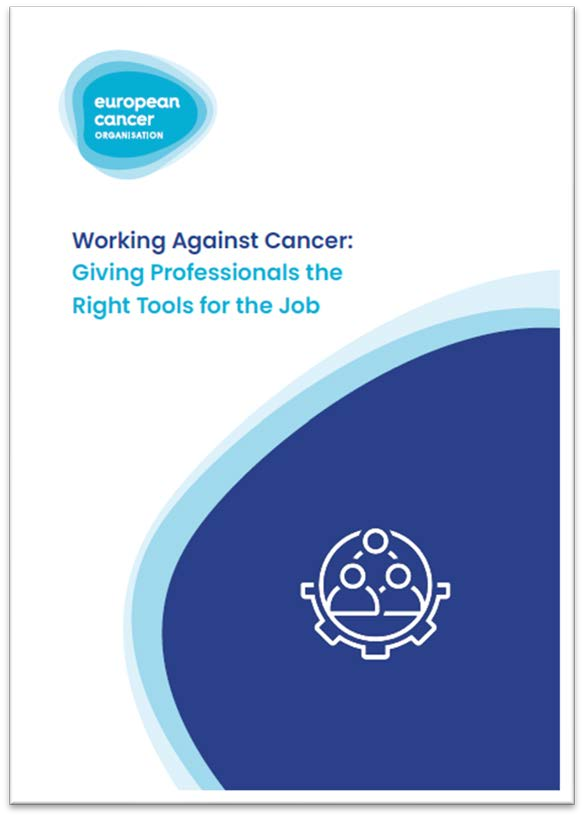 european
cancer
ORGANISATION
Working Against Cancer:
Giving Professionals the
Right Tools for the Job